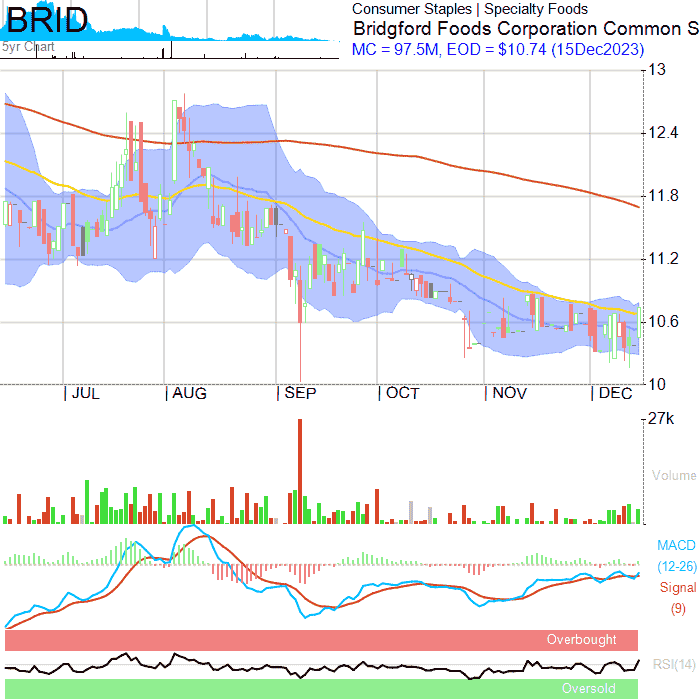 BRID
5yr Chart
Consumer Staples | Specialty Foods
Bridgford Foods Corporation Common S
MC = 97.5M, EOD = $10.74 (15Dec2023)
13
12.4
11.8
11.2
10.6
10
JUL
AUG
SEP
OCT
NOV
DEC
27k
Volume
MACD
(12-26)
Signal
(9)
Overbought
RSI(14)
Oversold